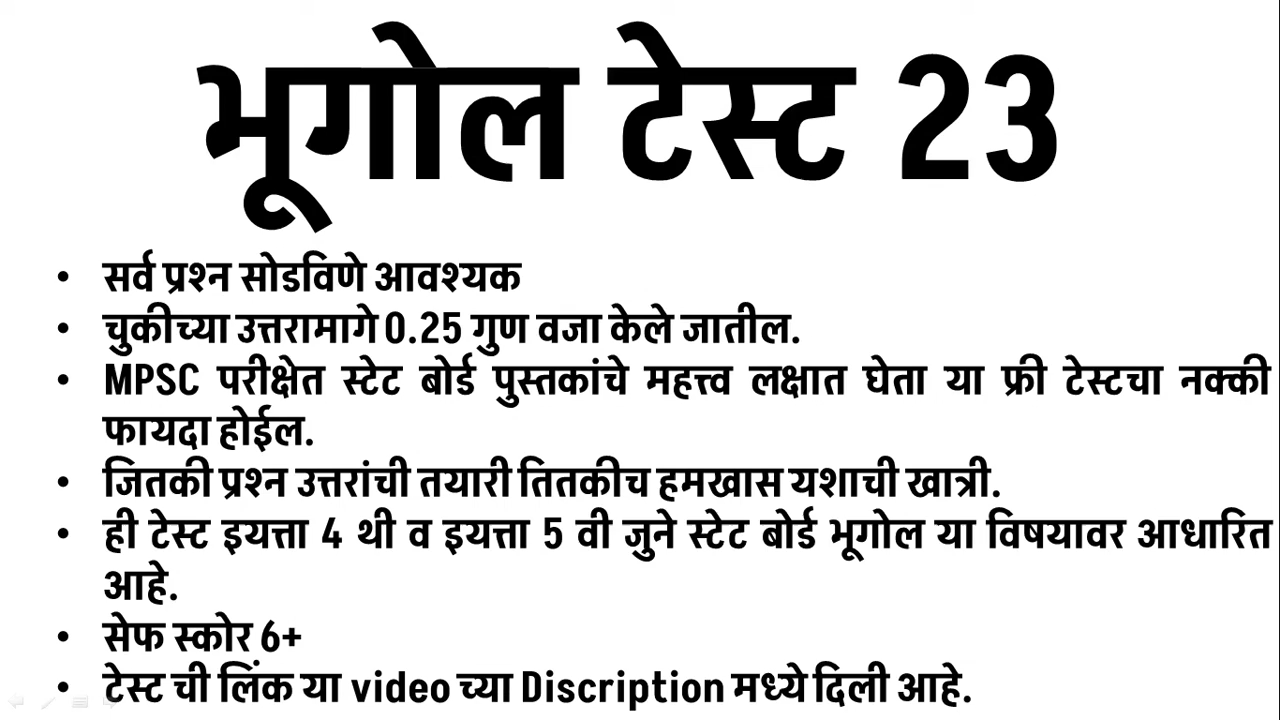 भूगोल टेस्ट 23
• सर्व प्रश्न सोडविणे आवश्यक
• चुकीच्या उत्तरामागे 0.25 गुण वजा केले जातील.
• MPSC परीक्षेत स्टेट बोर्ड पुस्तकांचे महत्त्व लक्षात घेता या फ्री टेस्टचा नक्की
फायदा होईल.
• जितकी प्रश्न उत्तरांची तयारी तितकीच हमखास यशाची खात्री.
• ही टेस्ट इयत्ता 4 थी व इयत्ता 5 वी जुने स्टेट बोर्ड भूगोल या विषयावर आधारित
आहे.
• सेफ स्कोर 6+
• टेस्ट ची लिंक या video च्या Discription मध्ये दिली आहे.